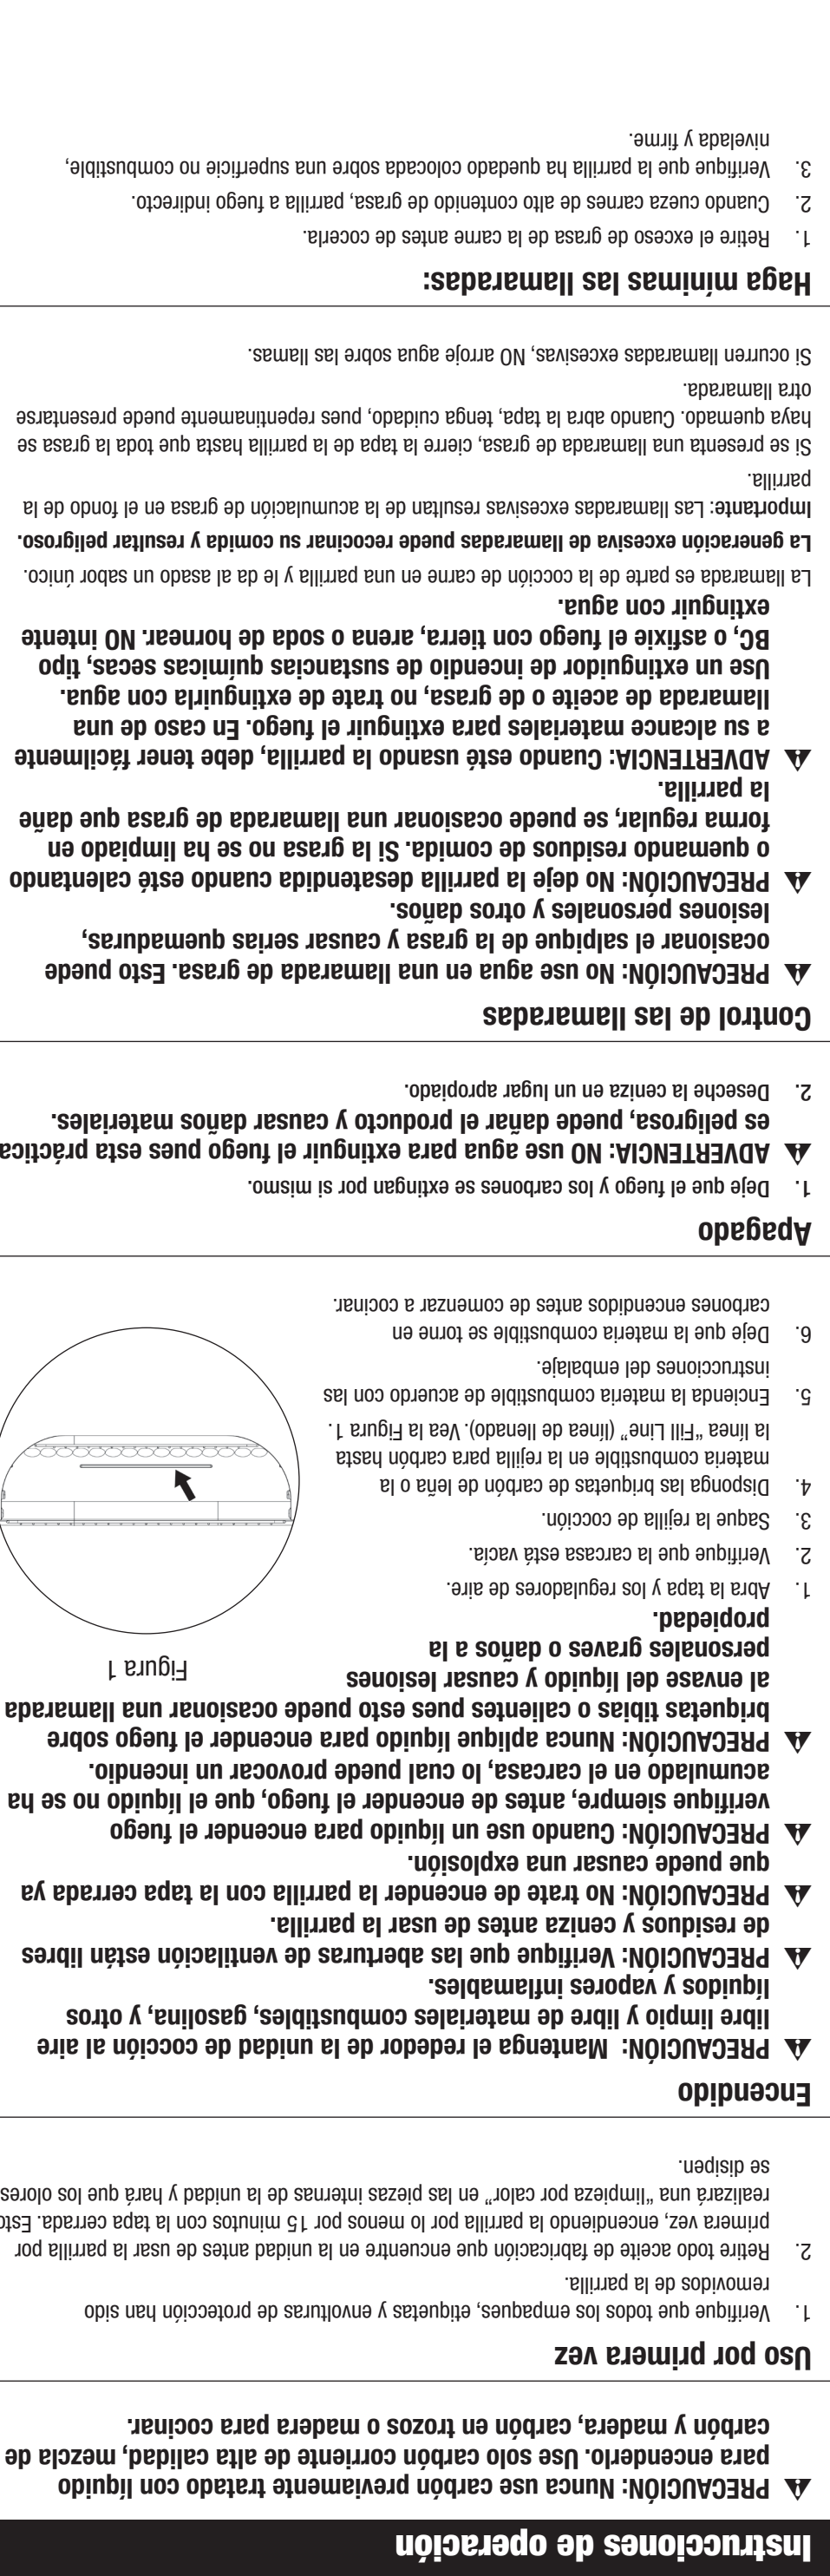 Instrucciones de operación
PRECAUCIÓN: Nunca use carbón previamente tratado con líquido
para encenderlo. Use solo carbón corriente de alta calidad, mezcla de
carbón y madera, carbón en trozos o madera para cocinar.
Uso por primera vez
1. Verifique que todos los empaques, etiquetas y envolturas de protección han sido
removidos de la parrilla.
2. Retire todo aceite de fabricación que encuentre en la unidad antes de usar la parrilla por
primera vez, encendiendo la parrilla por lo menos por 15 minutos con la tapa cerrada. Esto
realizará una "limpieza por calor" en las piezas internas de la unidad y hará que los olores
se disipen.
Encendido
PRECAUCIÓN: Mantenga el rededor de la unidad de cocción al aire
libre limpio y libre de materiales combustibles, gasolina, y otros
líquidos y vapores inflamables.
PRECAUCIÓN: Verifique que las aberturas de ventilación están libres
de residuos y ceniza antes de usar la parrilla.
PRECAUCIÓN: No trate de encender la parrilla con la tapa cerrada ya
que puede causar una explosión.
PRECAUCIÓN: Cuando use un líquido para encender el fuego
verifique siempre, antes de encender el fuego, que el líquido no se ha
acumulado en el carcasa, lo cual puede provocar un incendio.
PRECAUCIÓN: Nunca aplique líquido para encender el fuego sobre
briquetas tibias o calientes pues esto puede ocasionar una llamarada
al envase del líquido y causar lesiones
personales graves o daños a la
propiedad.
Figura 1
1. Abra la tapa y los reguladores de aire.
2. Verifique que la carcasa está vacía.
3. Saque la rejilla de cocción.
4. Disponga las briquetas de carbón de leña o la
materia combustible en la rejilla para carbón hasta
la línea "Fill Line" (línea de llenado). Vea la Figura 1.
5. Encienda la materia combustible de acuerdo con las
instrucciones del embalaje.
6. Deje que la materia combustible se torne en
carbones encendidos antes de comenzar a cocinar.
Apagado
1. Deje que el fuego y los carbones se extingan por si mismo.
ADVERTENCIA: NO use agua para extinguir el fuego pues esta práctica
es peligrosa, puede dañar el producto y causar daños materiales.
2. Deseche la ceniza en un lugar apropiado.
Control de las llamaradas
PRECAUCIÓN: No use agua en una llamarada de grasa. Esto puede
ocasionar el salpique de la grasa y causar serias quemaduras,
lesiones personales y otros daños.
PRECAUCIÓN: No deje la parrilla desatendida cuando esté calentando
o quemando residuos de comida. Si la grasa no se ha limpiado en
forma regular, se puede ocasionar una llamarada de grasa que dañe
la parrilla.
ADVERTENCIA: Cuando esté usando la parrilla, debe tener fácilmente
a su alcance materiales para extinguir el fuego. En caso de una
llamarada de aceite o de grasa, no trate de extinguirla con agua.
Use un extinguidor de incendio de sustancias químicas secas, tipo
BC, o asfixie el fuego con tierra, arena o soda de hornear. NO intente
extinguir con agua.
La llamarada es parte de la cocción de carne en una parrilla y le da al asado un sabor único.
La generación excesiva de llamaradas puede recocinar su comida y resultar peligroso.
Importante: Las llamaradas excesivas resultan de la acumulación de grasa en el fondo de la
parrilla.
Si se presenta una llamarada de grasa, cierre la tapa de la parrilla hasta que toda la grasa se
haya quemado. Cuando abra la tapa, tenga cuidado, pues repentinamente puede presentarse
otra llamarada.
Si ocurren llamaradas excesivas, NO arroje agua sobre las llamas.
Haga mínimas las llamaradas:
1. Retire el exceso de grasa de la carne antes de cocerla.
2. Cuando cueza carnes de alto contenido de grasa, parrilla a fuego indirecto.
3. Verifique que la parrilla ha quedado colocada sobre una superficie no combustible,
nivelada y firme.